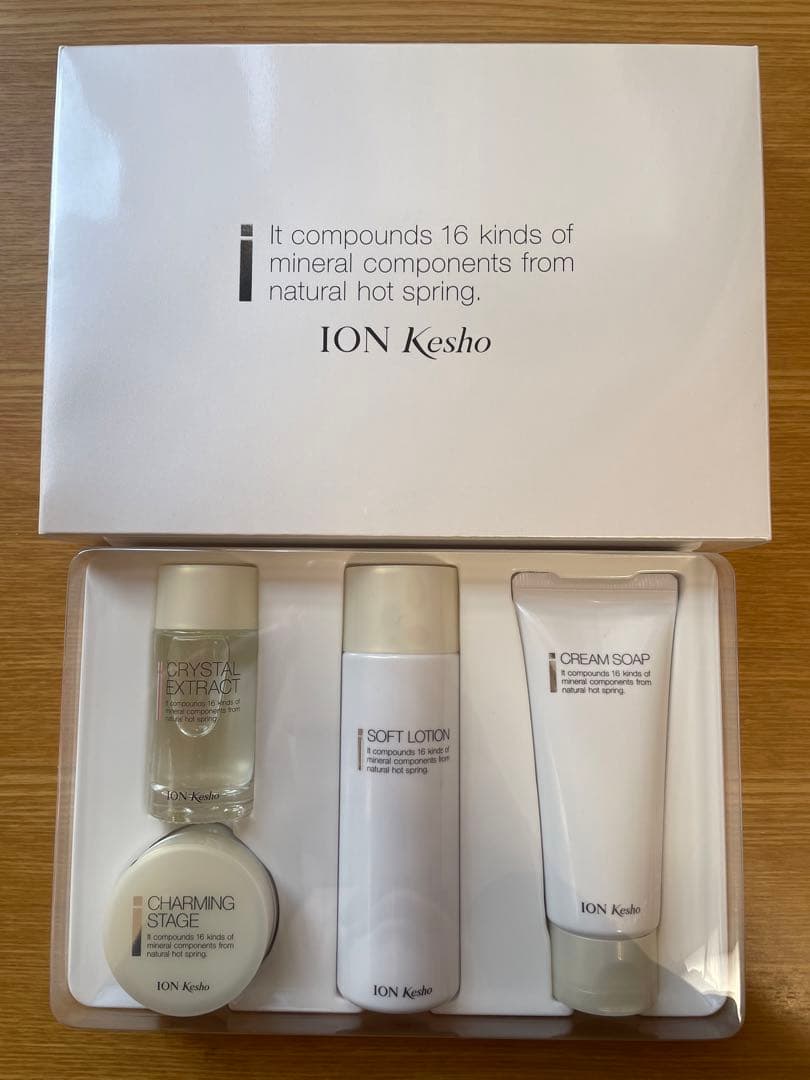 It compounds 16 kinds of
mineral components from
natural hot spring.
ION Kesho
CRYSTAL
EXTRACT
It compounds 16 kinds of
mineral components from
natural hot spring.
ION Kesho
SOFT LOTION
It compounds 16 kinds of
mineral components from
natural hot spring.
ION Kesho
CREAM SOAP
It compounds 16 kinds of
mineral components from
natural hot spring.
ION Kesho
CHARMING
STAGE
It compounds 16 kinds of
mineral components from
natural hot spring.
ION Kesho